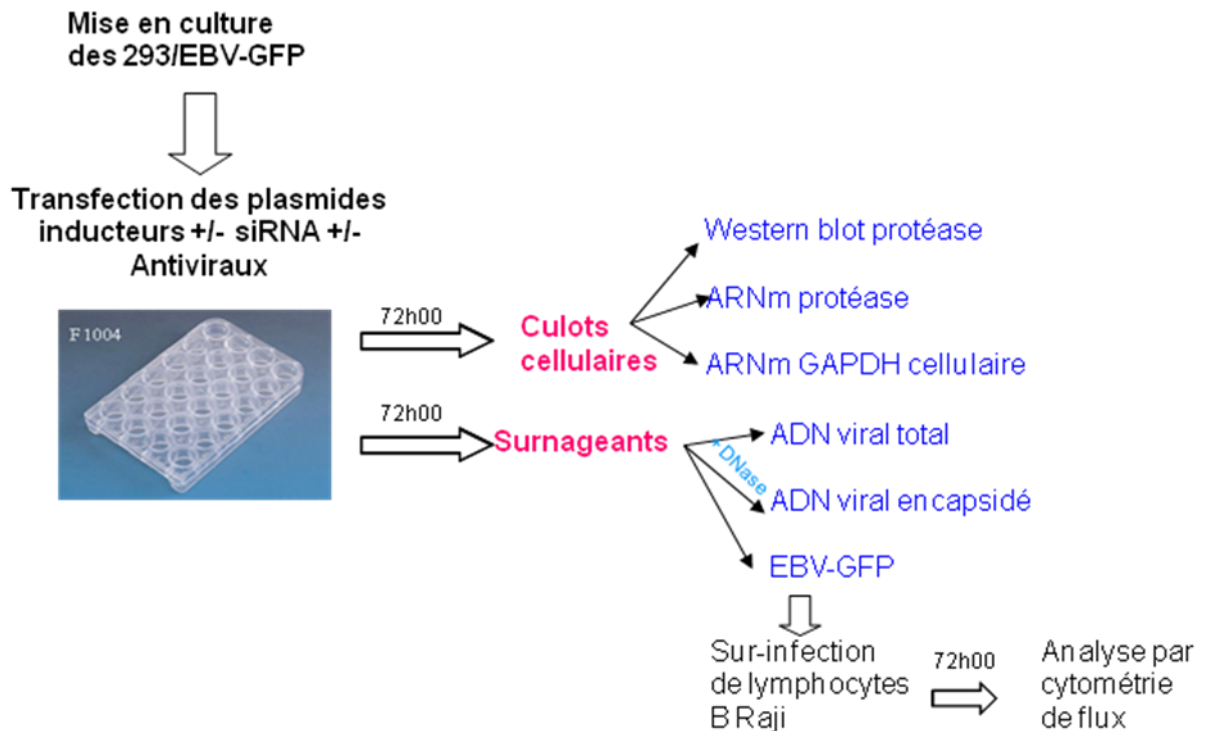 Mise en culture
des 293/EBV-GFP
Transfection des plasmides
inducteurs +/- siRNA +/-
Antiviraux
F1004
72h00
Culots
cellulaires
Western blot protéase
ARNm protéase
ARNm GAPDH cellulaire
72h00
Surnageants
+ DNase
ADN viral total
ADN viral encapsidé
EBV-GFP
Sur-infection
de lymphocytes
B Raji
72h00
Analyse par
cytométrie
de flux